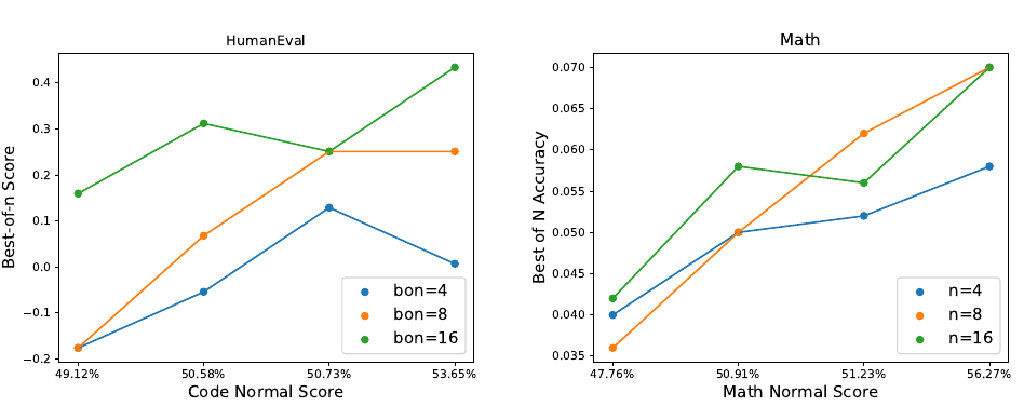 HumanEval
Best-of-n Score
0.4
0.3
0.2
0.1
0.0
−0.1
−0.2
49.12%
50.58%
50.73%
53.65%
Code Normal Score
bon=4
bon=8
bon=16
Math
Best of N Accuracy
0.070
0.065
0.060
0.055
0.050
0.045
0.040
0.035
47.76%
50.91%
51.23%
56.27%
Math Normal Score
n=4
n=8
n=16